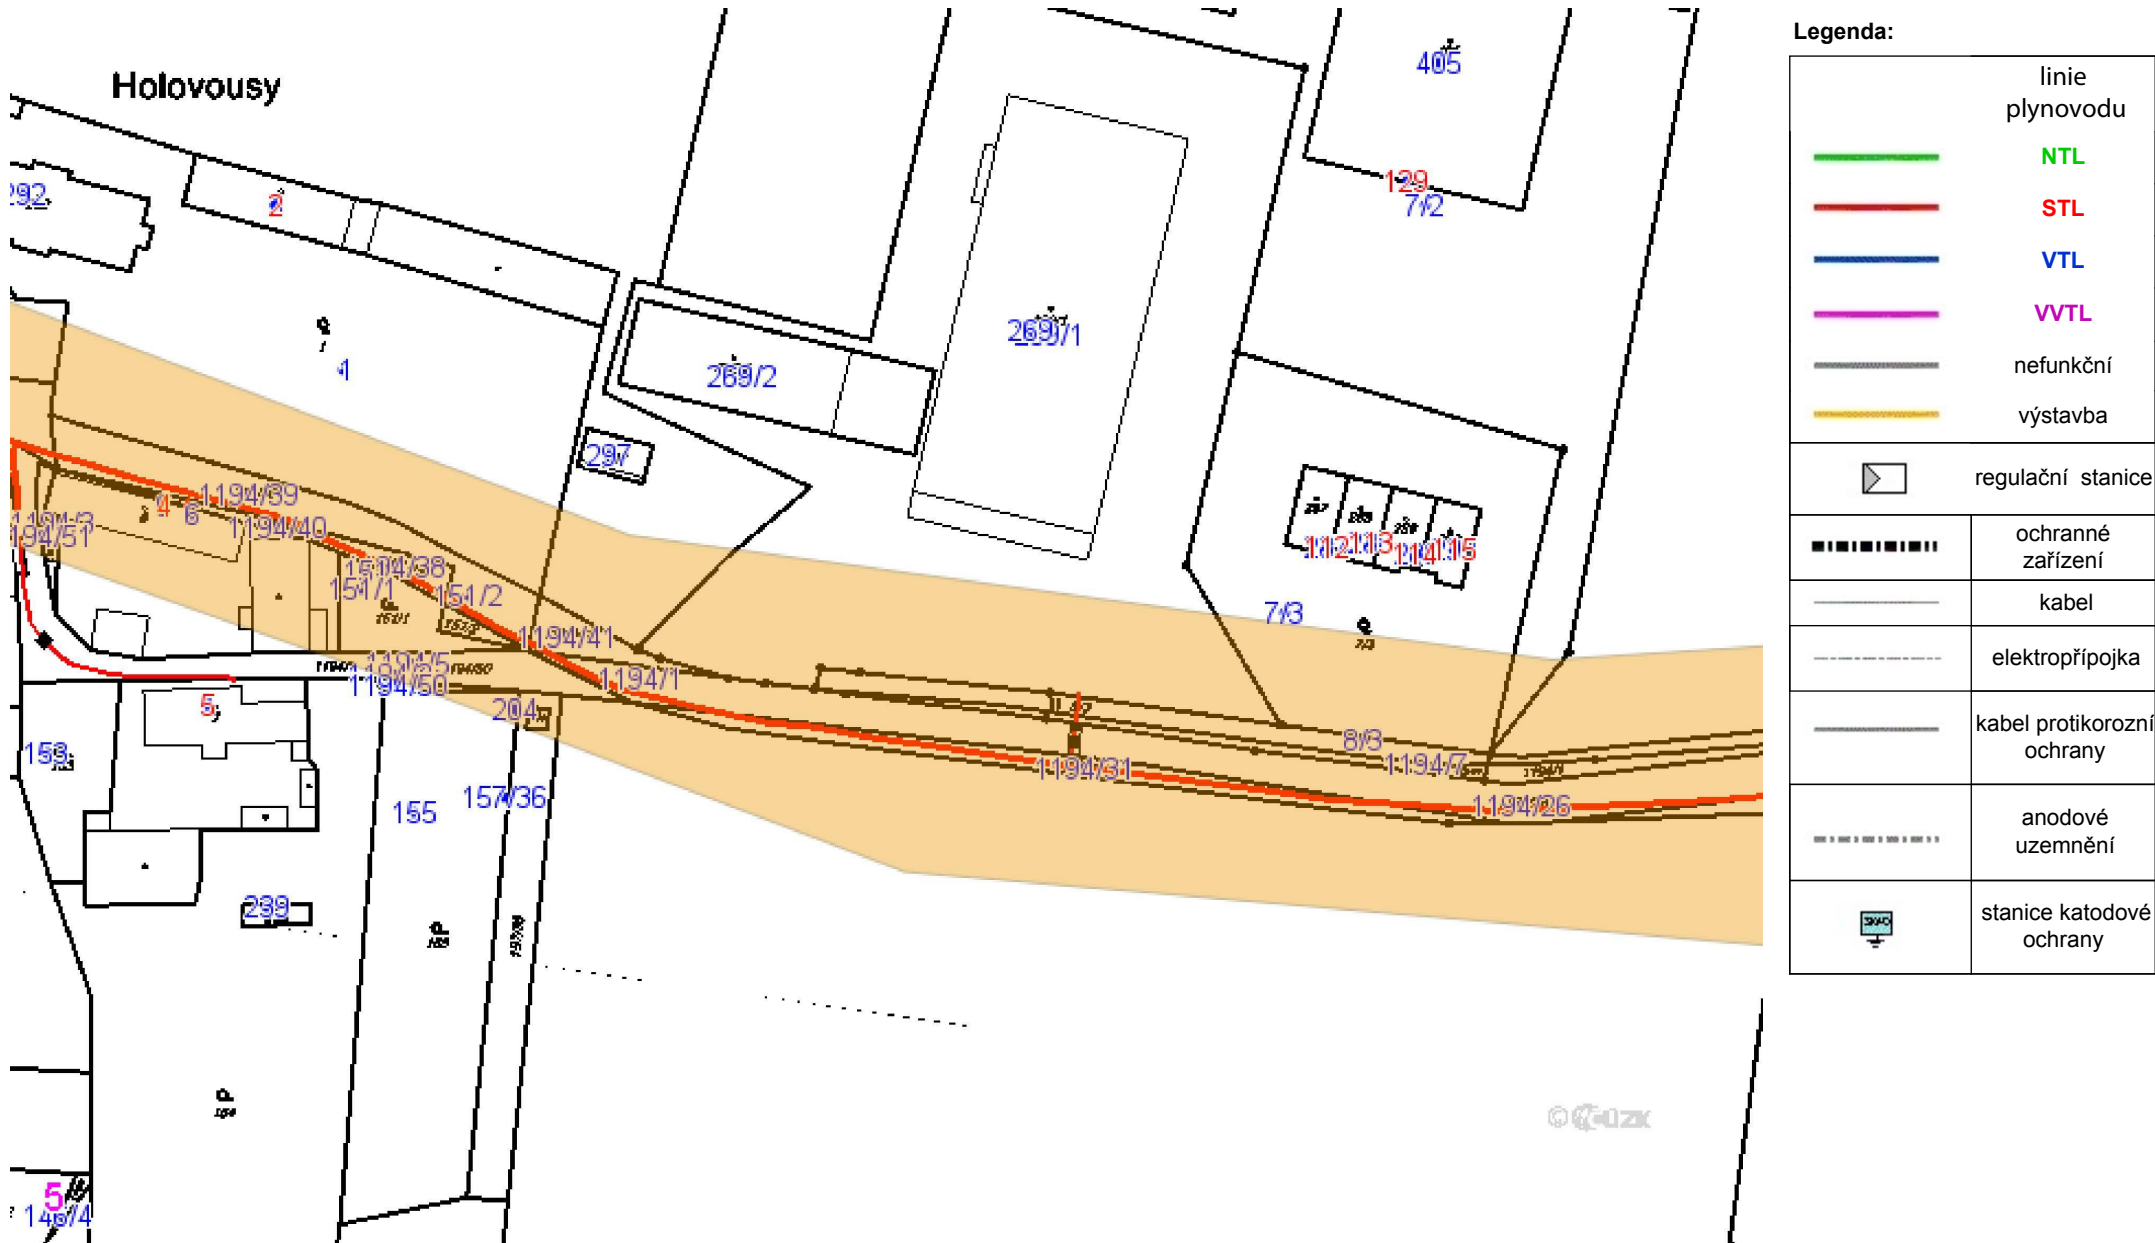 Holovousy
405
129
7/2
292
2
1
269/1
269/2
297
1194/39
4
6
1194/40
1194/3
194/51
1194/38
151/1
151/2
112
113
114
115
7/3
1194/41
1194/5
1194/50
1194/1
204
5
153
155
157/36
8/3
1194/7
1194/31
1194/26
239
5
146/4
Legenda:
linie
plynovodu
NTL
STL
VTL
VVTL
nefunkční
výstavba
regulační stanice
ochranné
zařízení
kabel
elektropřípojka
kabel protikorozní
ochrany
anodové
uzemnění
stanice katodové
ochrany